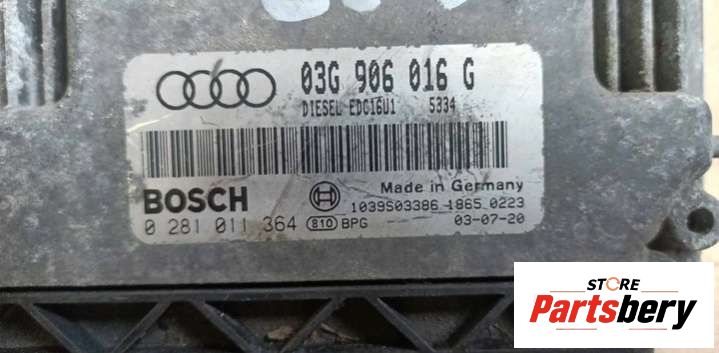 03G 906 016 G
DIESEL EDC16U1 5334
BOSCH
Made in Germany
1039S03386 1865 0223
0 281 011 364 810 BPG 03-07-20
STORE
Partsbery